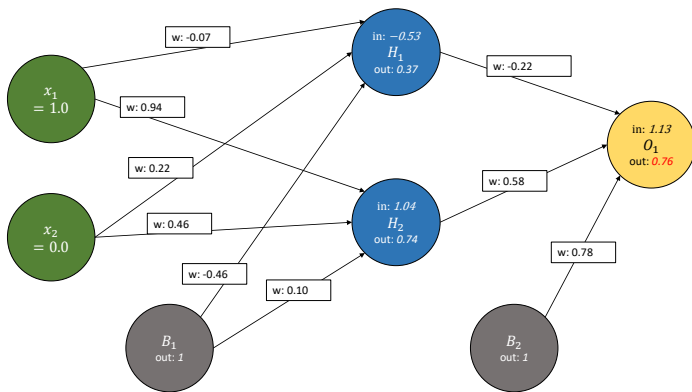 w: -0.07
in: −0.53
H₁
out: 0.37
w: -0.22
x₁
= 1.0
w: 0.94
in: 1.13
O₁
out: 0.76
w: 0.22
w: 0.58
x₂
= 0.0
w: 0.46
in: 1.04
H₂
out: 0.74
w: -0.46
w: 0.78
w: 0.10
B₁
out: 1
B₂
out: 1